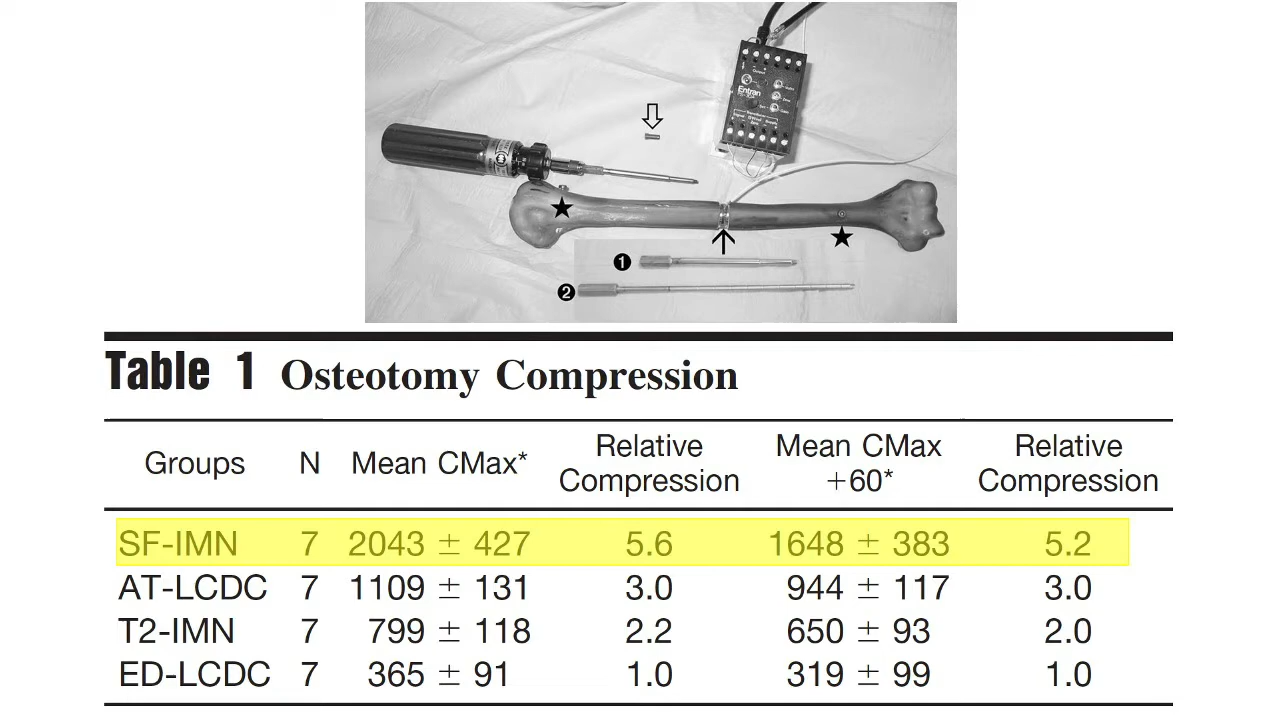 Entran
1
2
Table 1 Osteotomy Compression
Groups N Mean CMax* Relative Compression Mean CMax +60* Relative Compression
SF-IMN 7 2043 ± 427 5.6 1648 ± 383 5.2
AT-LCDC 7 1109 ± 131 3.0 944 ± 117 3.0
T2-IMN 7 799 ± 118 2.2 650 ± 93 2.0
ED-LCDC 7 365 ± 91 1.0 319 ± 99 1.0